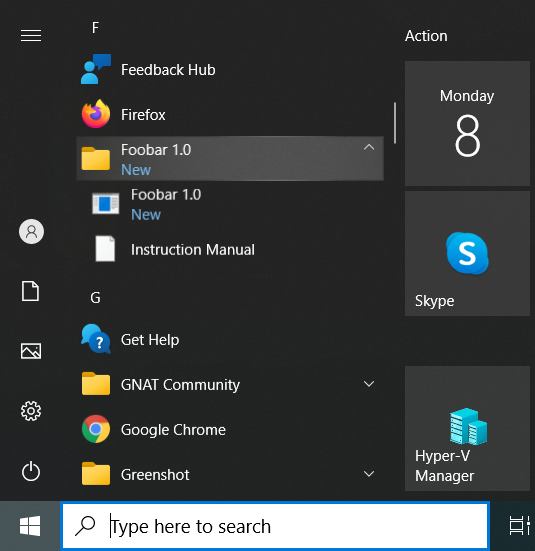 F
Feedback Hub
Firefox
Foobar 1.0
New
Foobar 1.0
New
Instruction Manual
G
Get Help
GNAT Community
Google Chrome
Greenshot
Action
Monday
8
S
Skype
Hyper-V
Manager
Type here to search